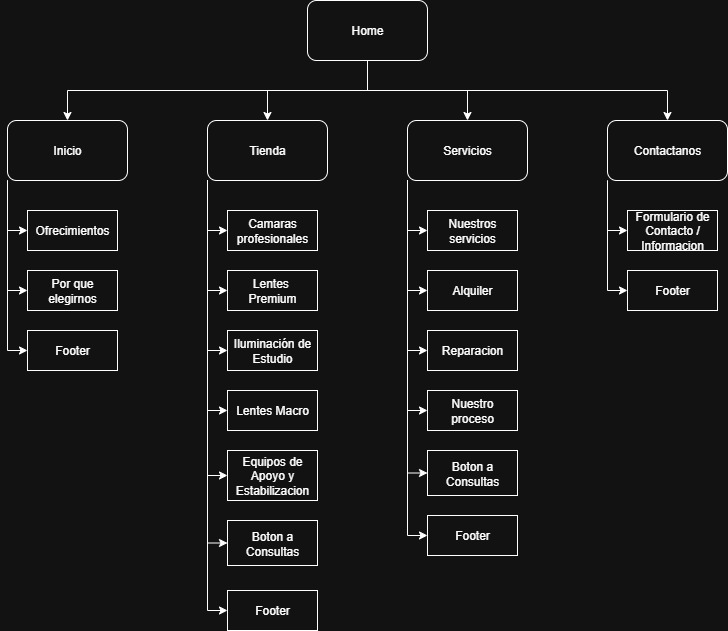 Home
Inicio
Tienda
Servicios
Contactanos
Ofrecimientos
Por que
elegirnos
Footer
Camaras
profesionales
Lentes
Premium
Iluminación de
Estudio
Lentes Macro
Equipos de
Apoyo y
Estabilizacion
Boton a
Consultas
Footer
Nuestros
servicios
Alquiler
Reparacion
Nuestro
proceso
Boton a
Consultas
Footer
Formulario de
Contacto /
Informacion
Footer